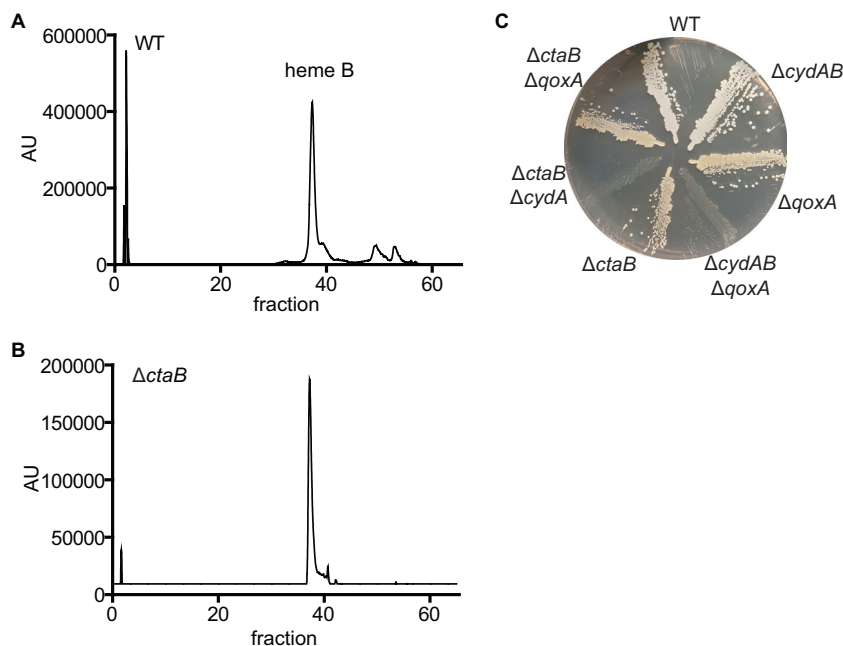 A
WT
heme B
600000
400000
200000
0
AU
0 20 40 60
fraction
B
ΔctaB
200000
150000
100000
50000
0
AU
0 20 40 60
fraction
C
WT
ΔcydAB
ΔqoxA
ΔcydAB
ΔqoxA
ΔctaB
ΔctaB
ΔcydA
ΔctaB
ΔqoxA